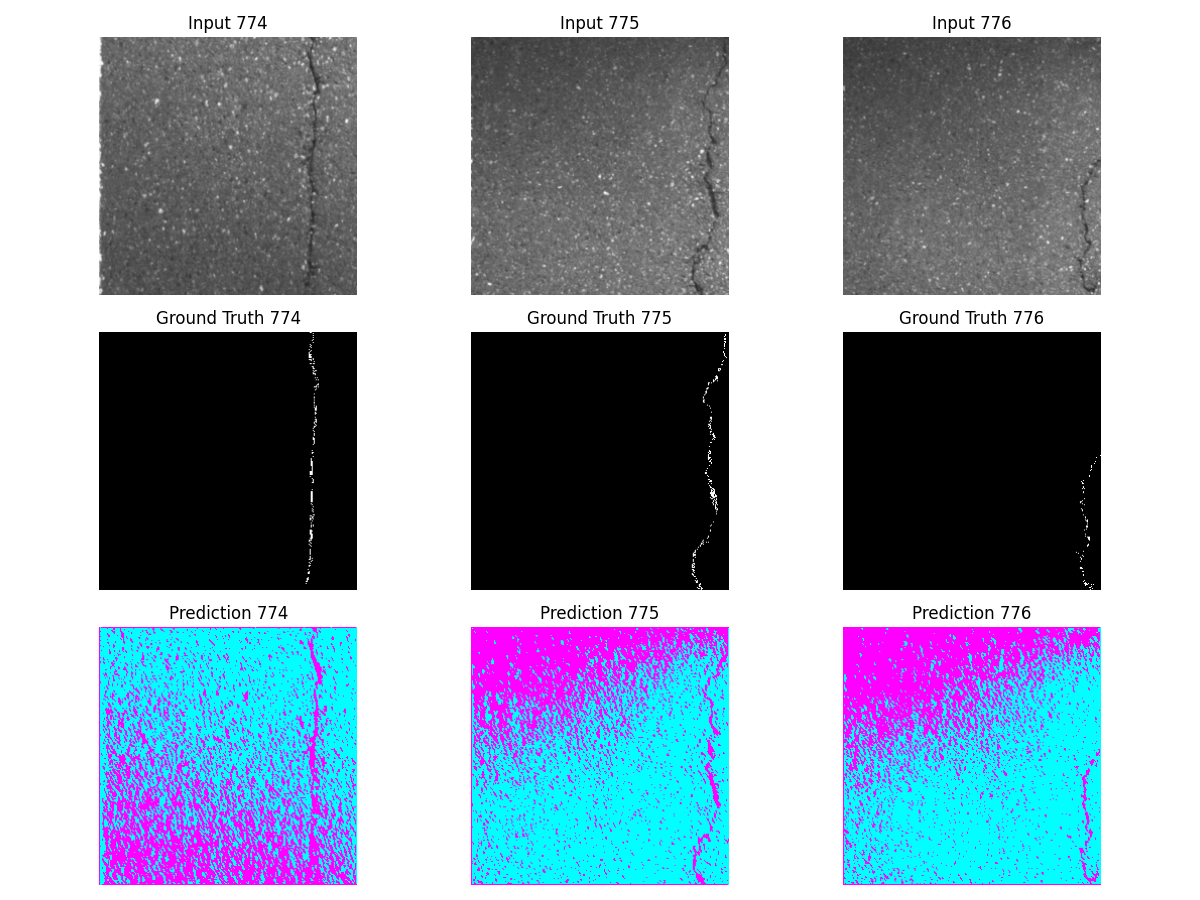 Input 774
Input 775
Input 776
Ground Truth 774
Ground Truth 775
Ground Truth 776
Prediction 774
Prediction 775
Prediction 776